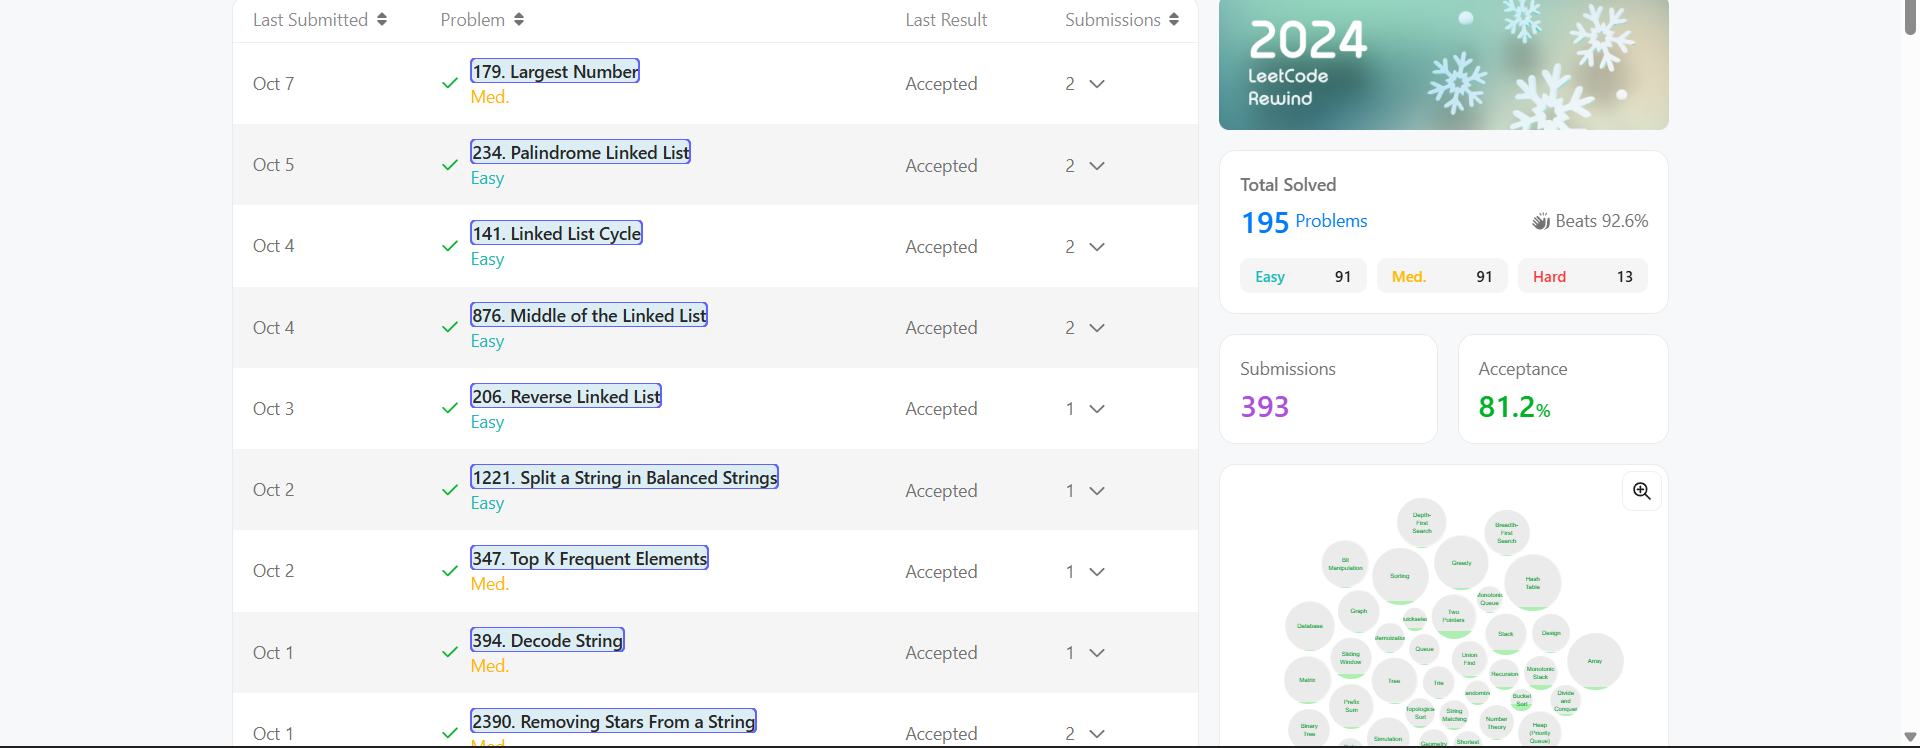 Last Submitted Problem Last Result Submissions
Oct 7 179. Largest Number Accepted 2
Med.
Oct 5 234. Palindrome Linked List Accepted 2
Easy
Oct 4 141. Linked List Cycle Accepted 2
Easy
Oct 4 876. Middle of the Linked List Accepted 2
Easy
Oct 3 206. Reverse Linked List Accepted 1
Easy
Oct 2 1221. Split a String in Balanced Strings Accepted 1
Easy
Oct 2 347. Top K Frequent Elements Accepted 1
Med.
Oct 1 394. Decode String Accepted 1
Med.
Oct 1 2390. Removing Stars From a String Accepted 2
Med.
2024
LeetCode
Rewind
Total Solved
195 Problems Beats 92.6%
Easy 91 Med. 91 Hard 13
Submissions
393
Acceptance
81.2%
Depth-
First
Search
Breadth-
First
Search
Bit
Manipulation
Sorting
Greedy
Hash
Table
Monotonic
Queue
Graph
Database
Two
Pointers
Stack
Design
Queue
Sliding
Window
Union
Find
Array
Matrix
Tree
Trie
Recursion
Monotonic
Stack
Prefix
Sum
Bucket
Sort
Divide
and
Conquer
String
Matching
Number
Theory
Binary
Tree
Simulation
Geometry
Shortest
Heap
(Priority
Queue)